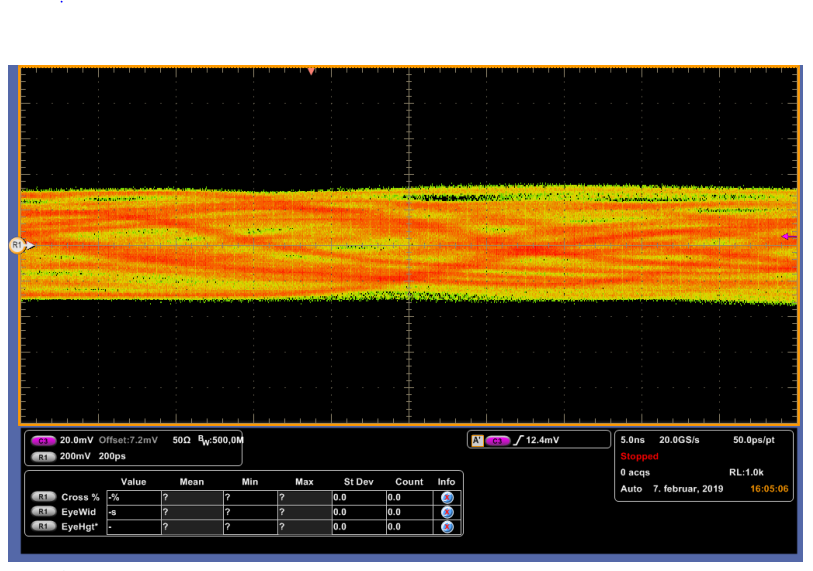 R1
C3 20.0mV Offset:7.2mV 50Ω BW:500,0M
R1 200mV 200ps
A' C3 12.4mV
5.0ns 20.0GS/s 50.0ps/pt
Stopped
0 acqs RL:1.0k
Auto 7. februar, 2019 16:05:06
Value Mean Min Max St Dev Count Info
R1 Cross % -% ? ? ? 0.0 0.0
R1 EyeWid -s ? ? ? 0.0 0.0
R1 EyeHgt* - ? ? ? 0.0 0.0